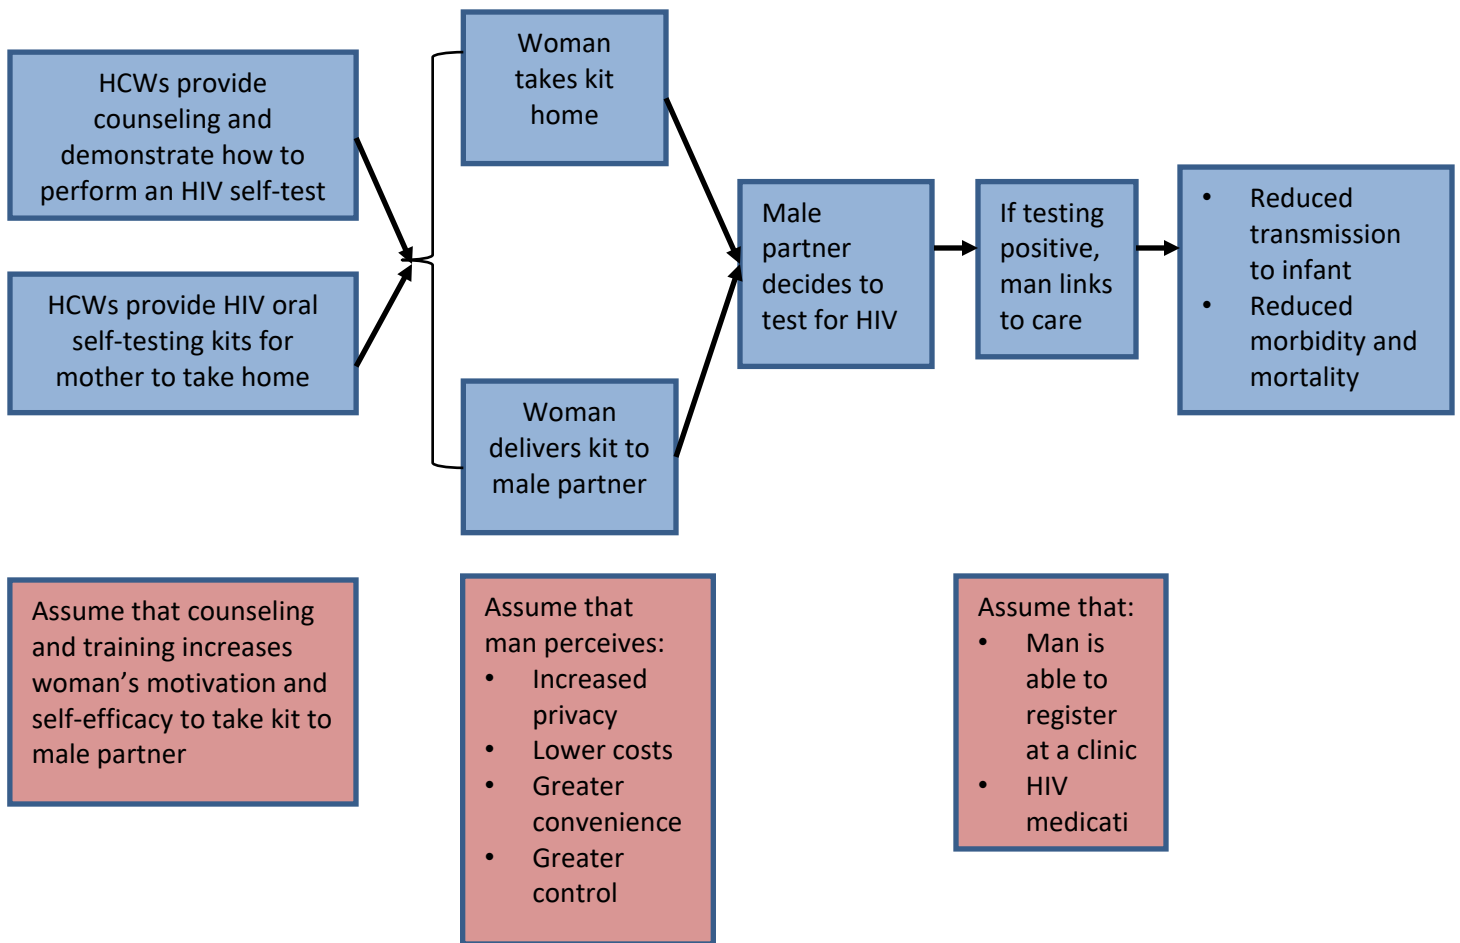 HCWs provide
counseling and
demonstrate how to
perform an HIV self-test
HCWs provide HIV oral
self-testing kits for
mother to take home
Woman
takes kit
home
Woman
delivers kit to
male partner
Male
partner
decides to
test for HIV
If testing
positive,
man links
to care
• Reduced
transmission
to infant
• Reduced
morbidity and
mortality
Assume that counseling
and training increases
woman’s motivation and
self-efficacy to take kit to
male partner
Assume that
man perceives:
• Increased
privacy
• Lower costs
• Greater
convenience
• Greater
control
Assume that:
• Man is
able to
register
at a clinic
• HIV
medicati